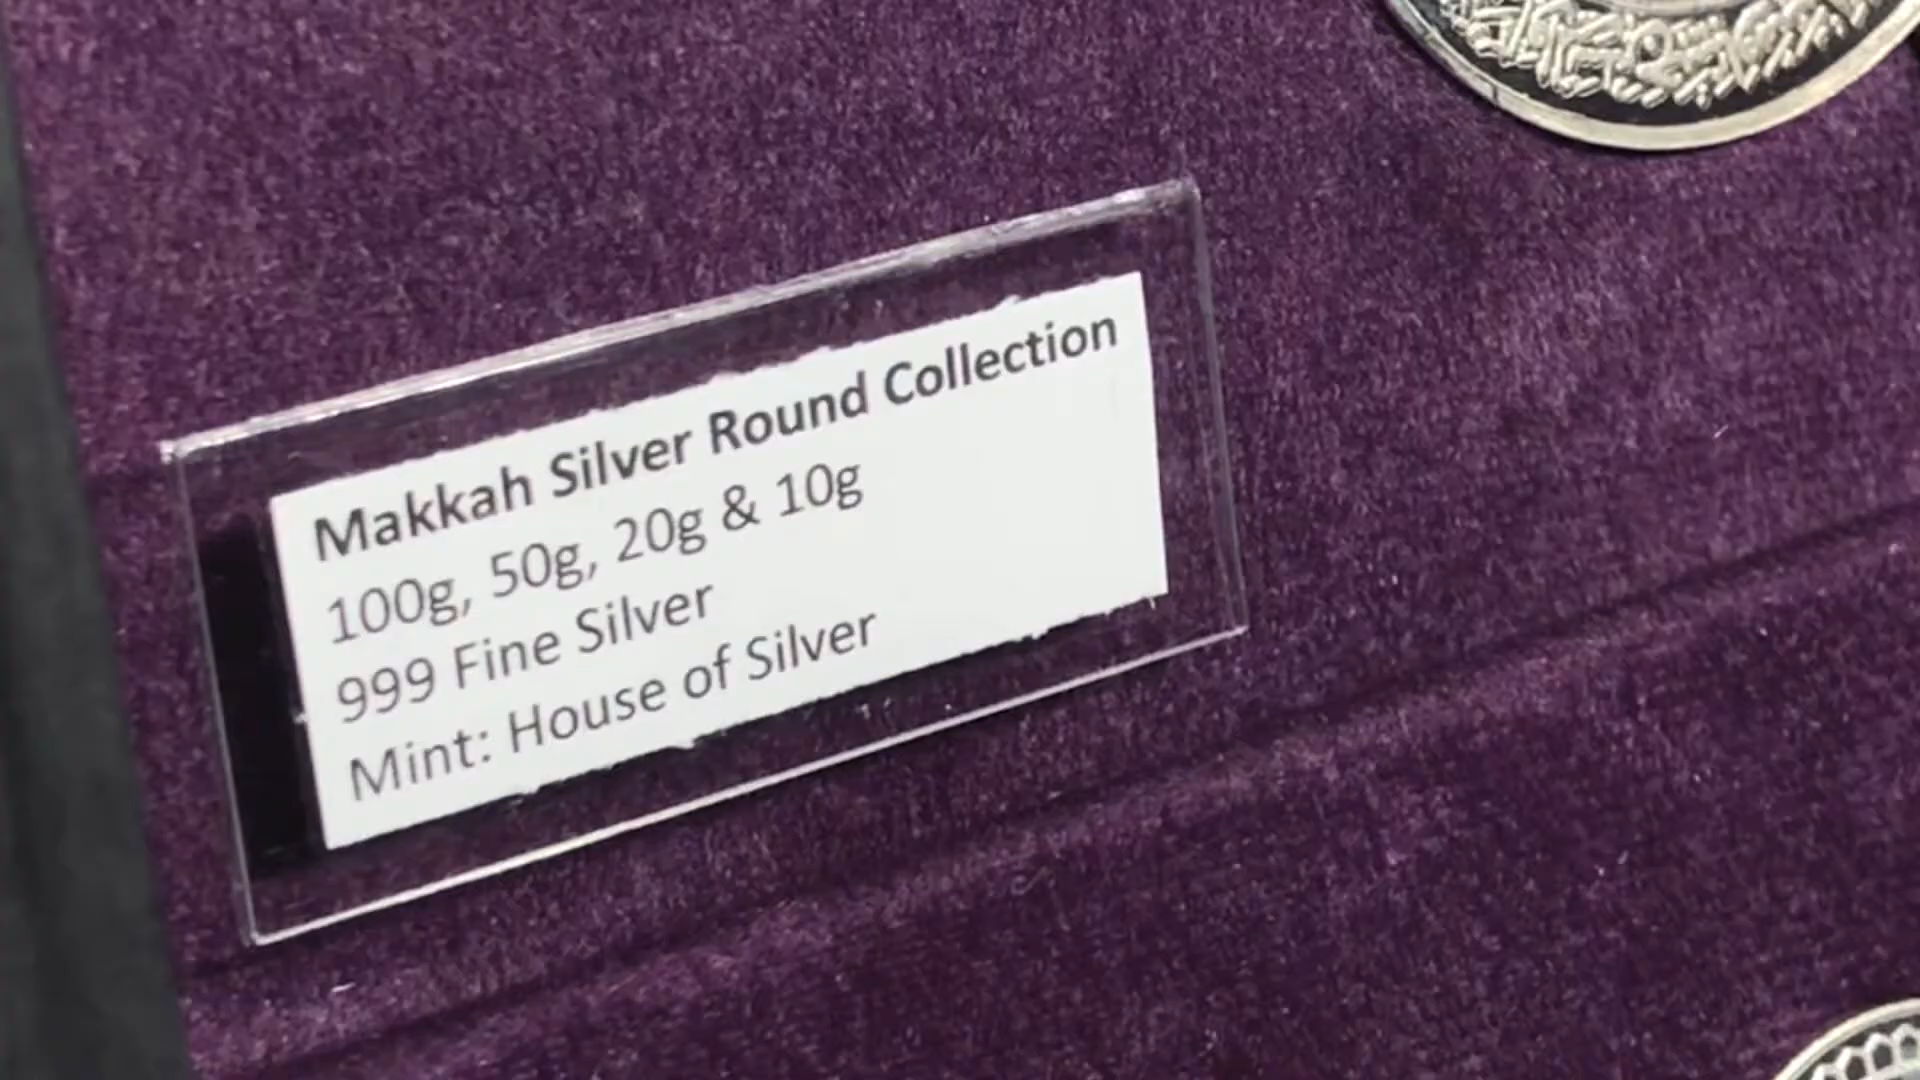 Makkah Silver Round Collection
100g, 50g, 20g & 10g
999 Fine Silver
Mint: House of Silver